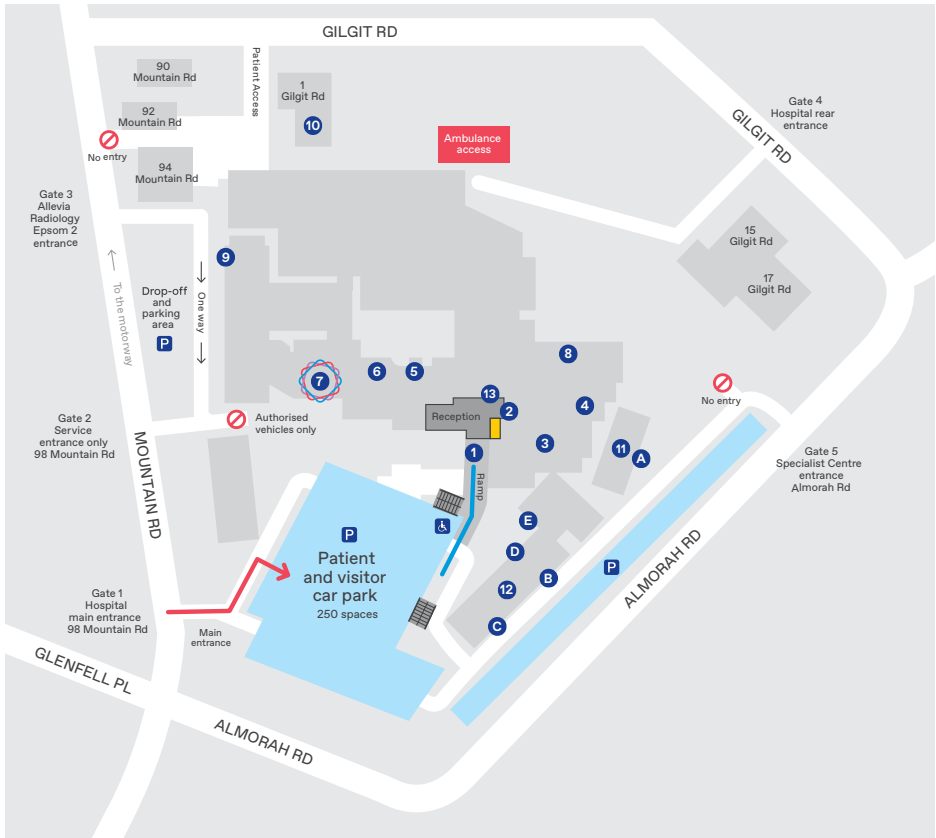 GILGIT RD
90
Mountain Rd
Patient Access
1
Gilgit Rd
10
92
Mountain Rd
No entry
94
Mountain Rd
Ambulance
access
Gate 4
Hospital rear
entrance
GILGIT RD
Gate 3
Allevia
Radiology
Epsom 2
entrance
15
Gilgit Rd
17
Gilgit Rd
9
To the motorway
Drop-off
and
parking
area
P
One way
7
6
5
8
13
2
4
Reception
3
1
Ramp
11
A
No entry
Authorised
vehicles only
Gate 2
Service
entrance only
98 Mountain Rd
MOUNTAIN RD
Gate 5
Specialist Centre
entrance
Almorah Rd
P
Patient
and visitor
car park
250 spaces
E
D
12
B
C
P
ALMORAH RD
Gate 1
Hospital
main entrance
98 Mountain Rd
Main
entrance
GLENFELL PL
ALMORAH RD